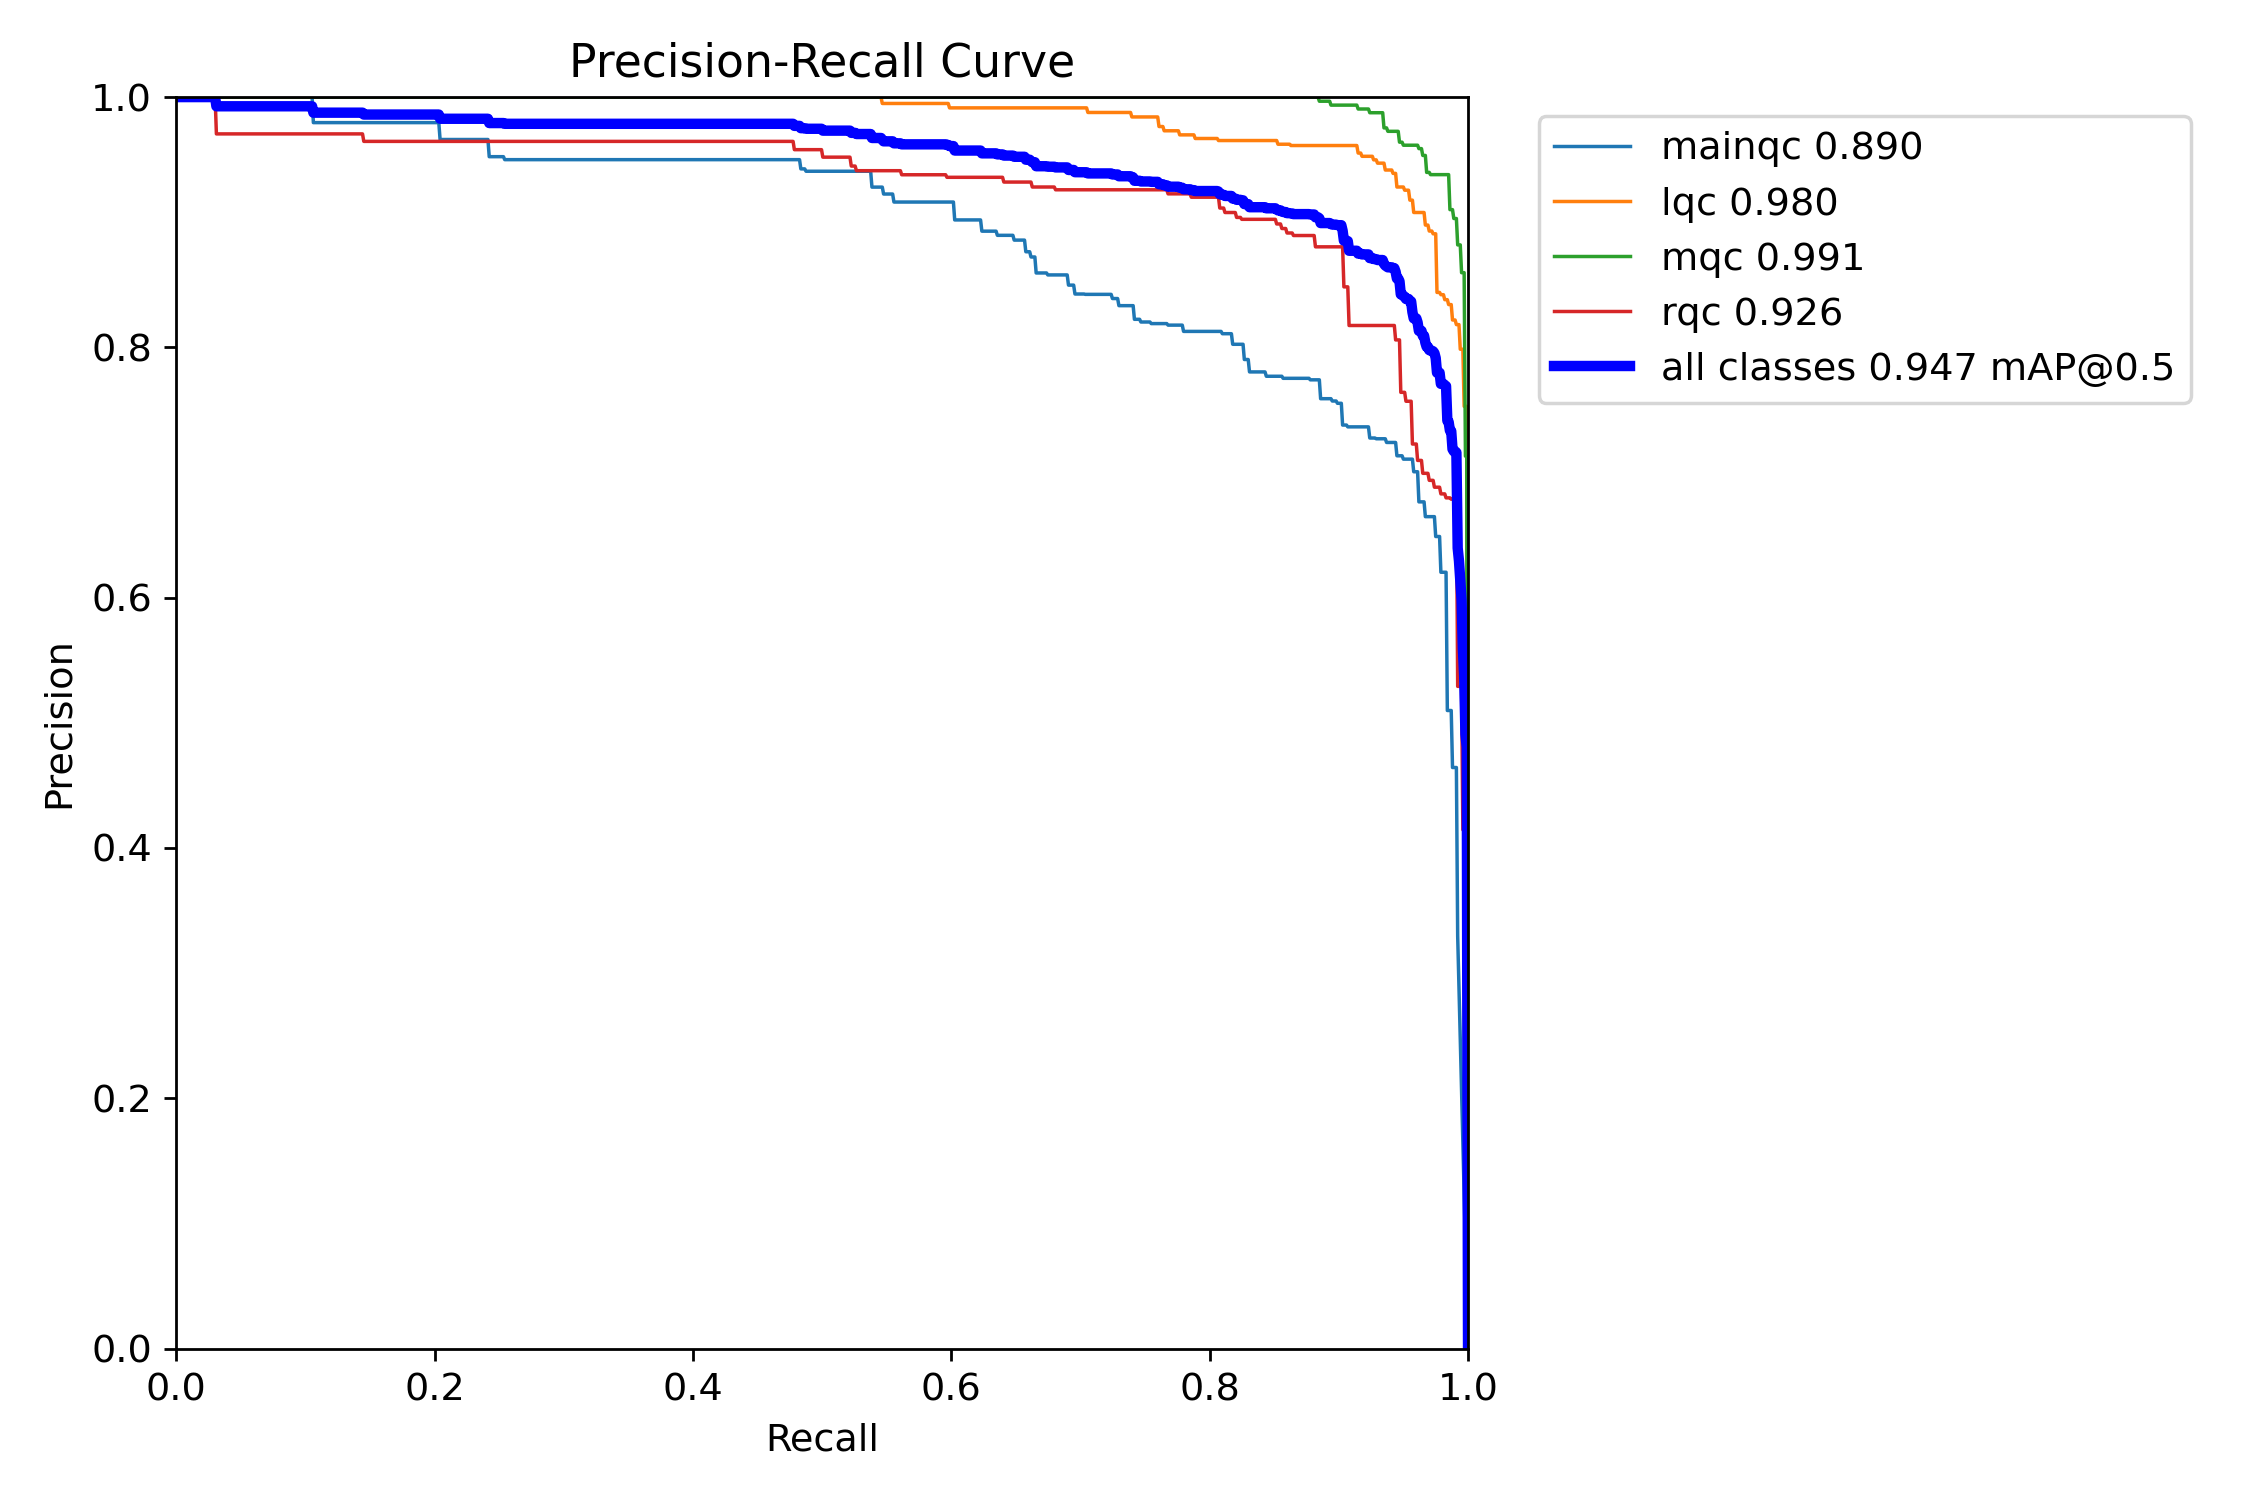 Precision-Recall Curve
1.0
0.8
0.6
0.4
0.2
0.0
Precision
0.0 0.2 0.4 0.6 0.8 1.0
Recall
mainqc 0.890
lqc 0.980
mqc 0.991
rqc 0.926
all classes 0.947 mAP@0.5